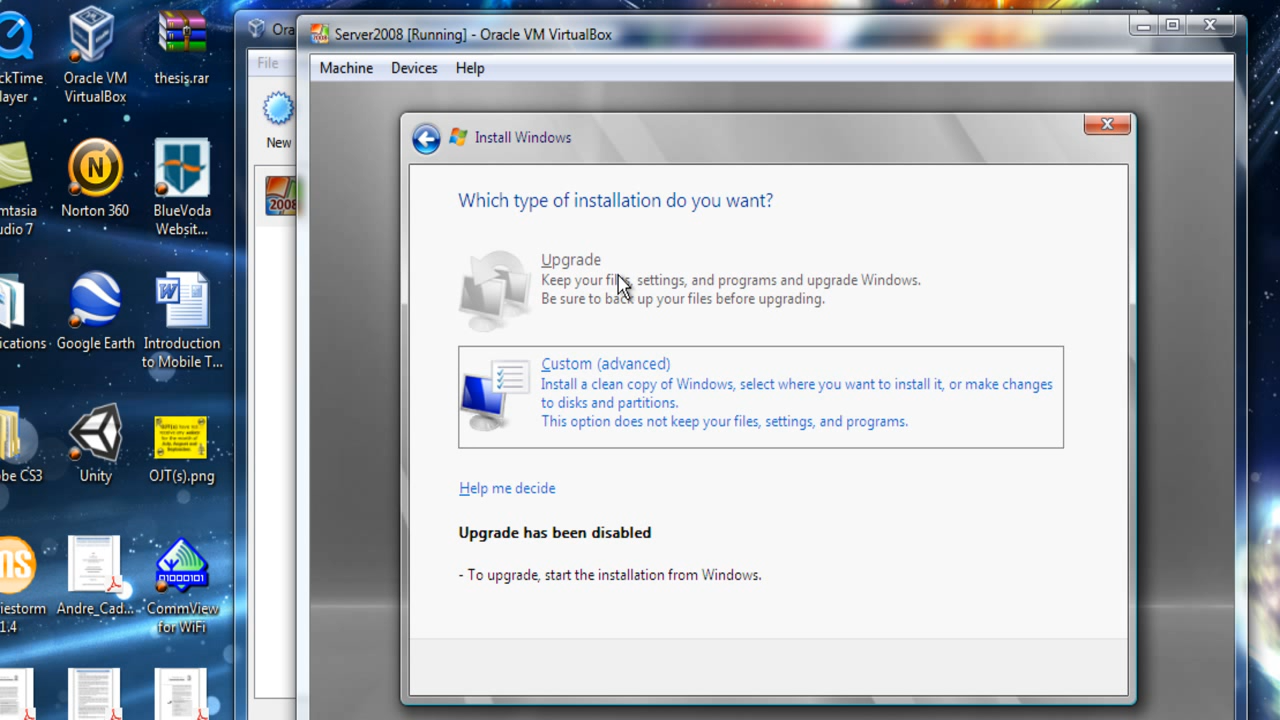 Server2008 [Running] - Oracle VM VirtualBox
Machine Devices Help
File
New
2008
Install Windows
Which type of installation do you want?
Upgrade
Keep your files, settings, and programs and upgrade Windows.
Be sure to back up your files before upgrading.
Custom (advanced)
Install a clean copy of Windows, select where you want to install it, or make changes
to disks and partitions.
This option does not keep your files, settings, and programs.
Help me decide
Upgrade has been disabled
- To upgrade, start the installation from Windows.
Oracle VM
VirtualBox
thesis.rar
Norton 360
BlueVoda
Websit...
Google Earth
Introduction
to Mobile T...
Unity
OJT(s).png
Andre_Cad...
01000101
CommView
for WiFi
ckTime
layer
mtasia
udio 7
ications
be CS3
ms
iestorm
1.4
Ora